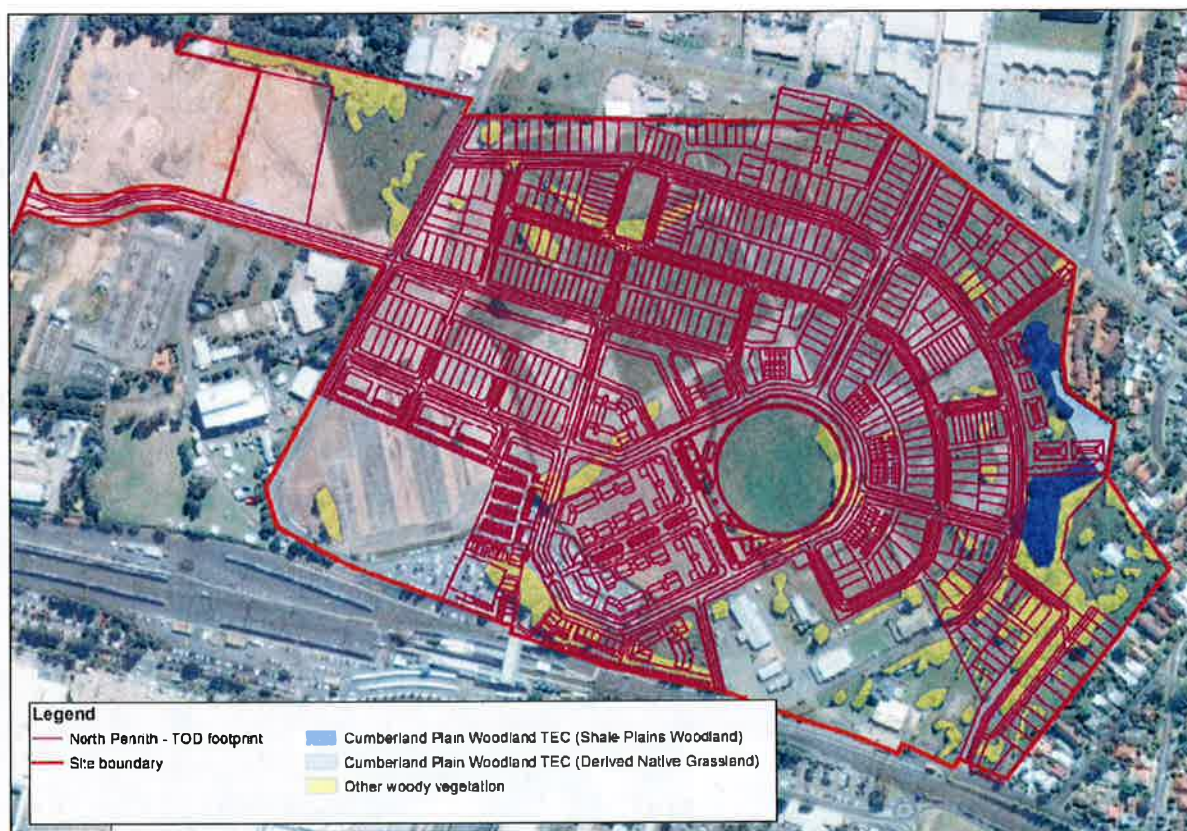 Legend
North Penrith - TOD footprint
Site boundary
Cumberland Plain Woodland TEC (Shale Plains Woodland)
Cumberland Plain Woodland TEC (Derived Native Grassland)
Other woody vegetation